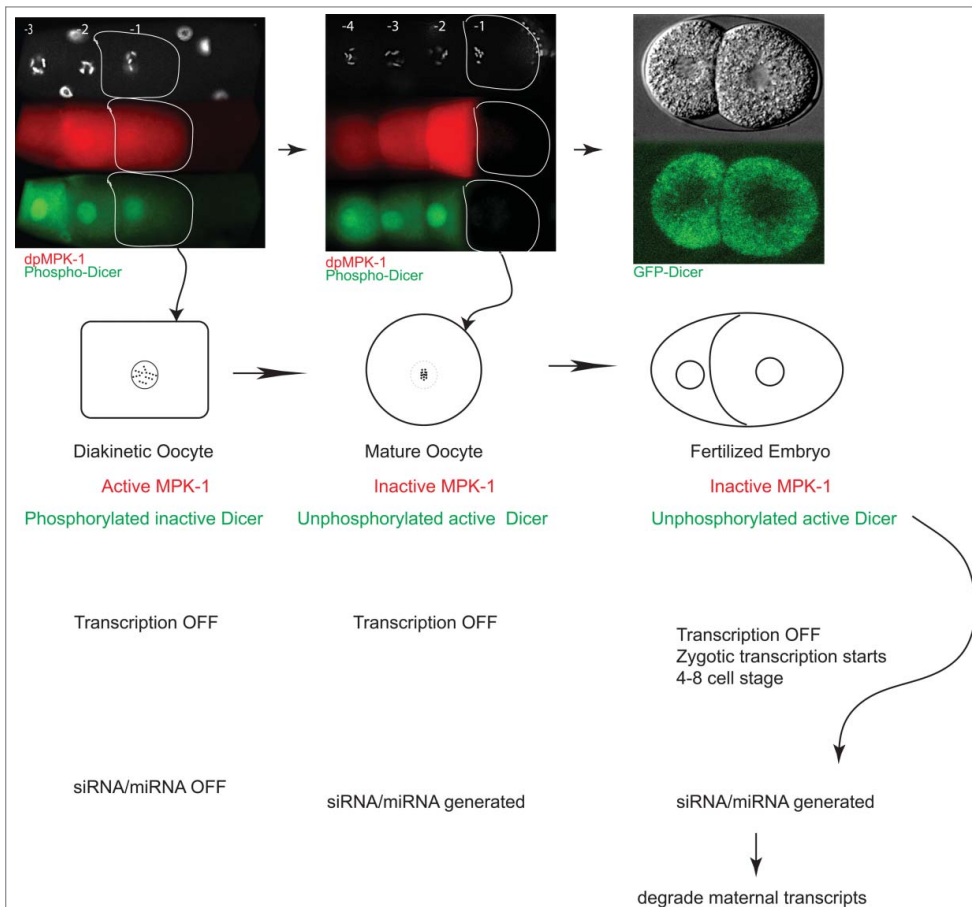 -3 -2 -1
-4 -3 -2 -1
dpMPK-1
Phospho-Dicer
dpMPK-1
Phospho-Dicer
GFP-Dicer
Diakinetic Oocyte
Mature Oocyte
Fertilized Embryo
Active MPK-1
Inactive MPK-1
Inactive MPK-1
Phosphorylated inactive Dicer
Unphosphorylated active Dicer
Unphosphorylated active Dicer
Transcription OFF
Transcription OFF
Transcription OFF
Zygotic transcription starts
4-8 cell stage
siRNA/miRNA OFF
siRNA/miRNA generated
siRNA/miRNA generated
degrade maternal transcripts